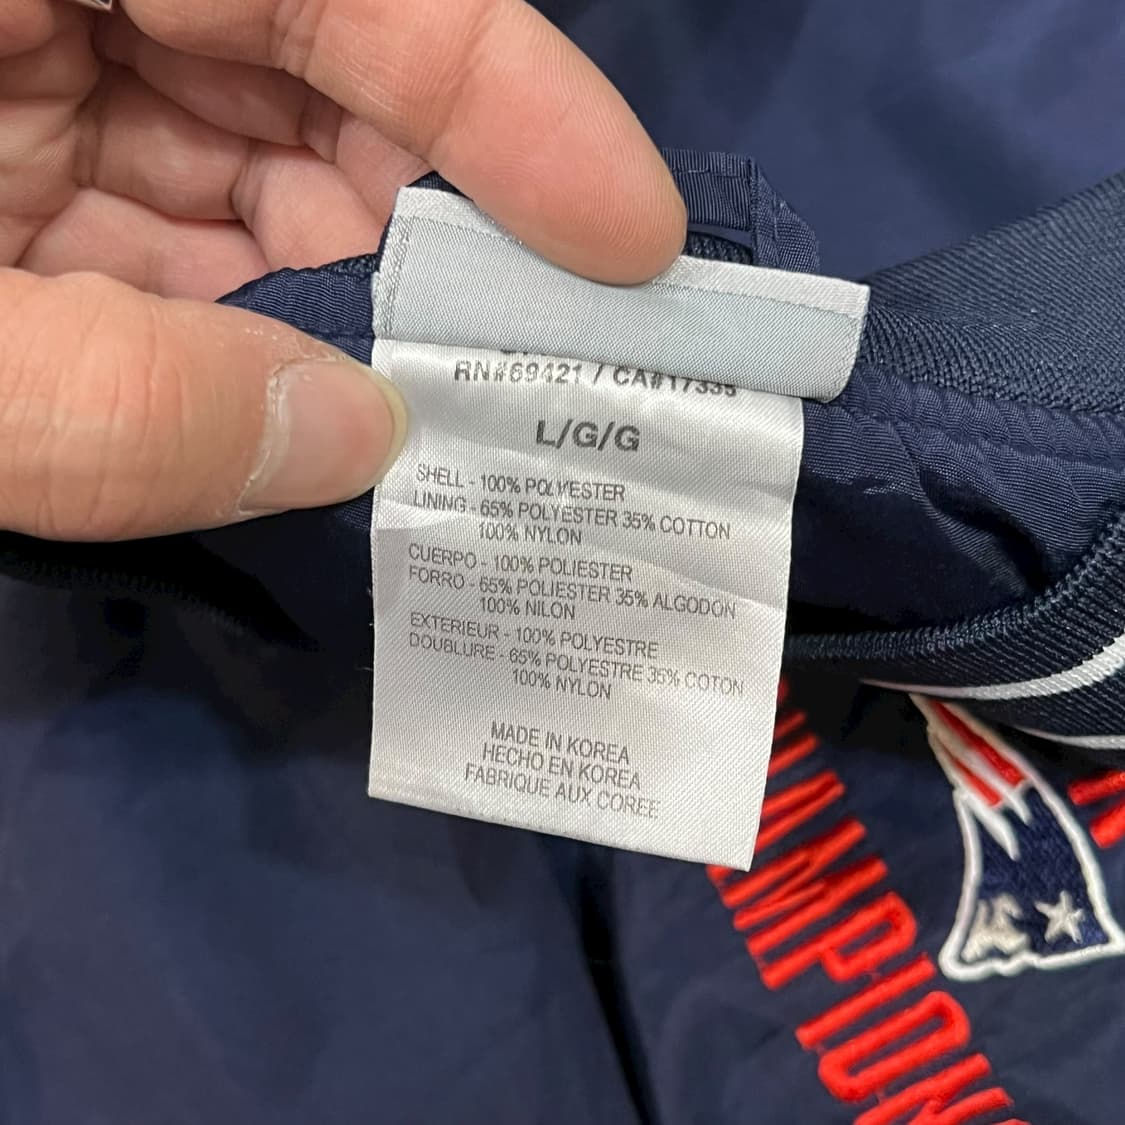 RN#69421 / CA#17335
L/G/G
SHELL - 100% POLYESTER
LINING - 65% POLYESTER 35% COTTON
100% NYLON
CUERPO - 100% POLIESTER
FORRO - 65% POLIESTER 35% ALGODON
100% NILON
EXTERIEUR - 100% POLYESTRE
DOUBLURE - 65% POLYESTRE 35% COTON
100% NYLON
MADE IN KOREA
HECHO EN KOREA
FABRIQUE AUX COREE